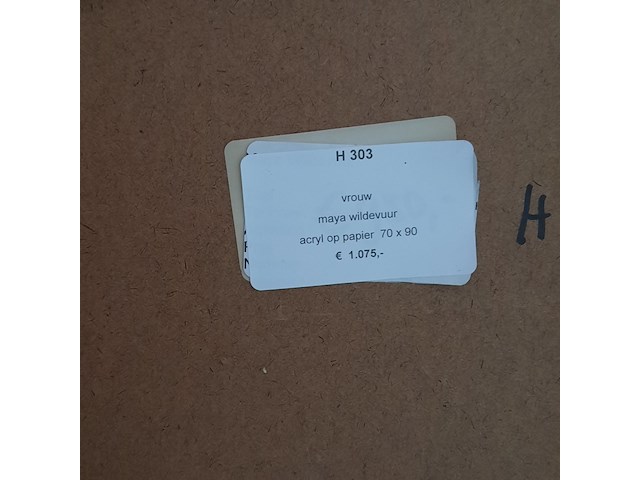 H 303
vrouw
maya wildevuur
acryl op papier 70 x 90
€ 1.075,-
H